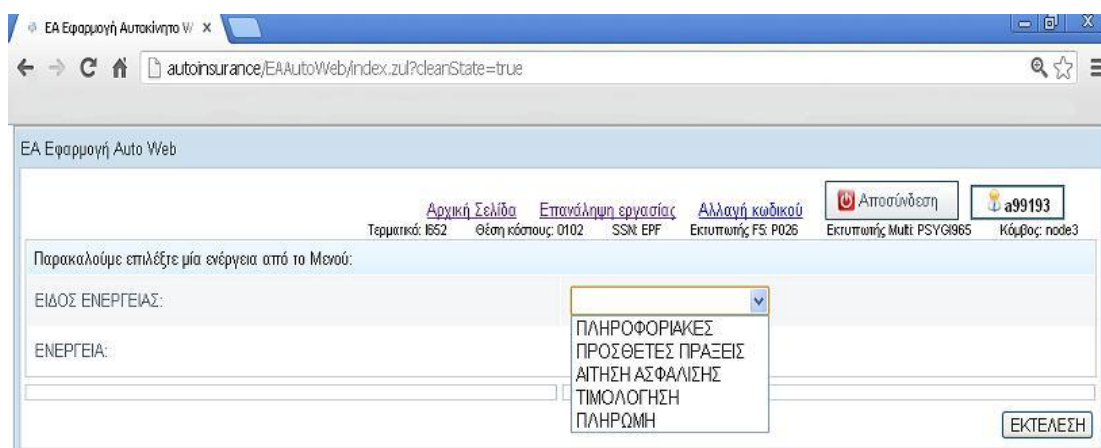 ΕΑ Εφαρμογή Αυτοκίνητο W
autoinsurance/EAAutoWeb/index.zul?cleanState=true
ΕΑ Εφαρμογή Auto Web
Αρχική Σελίδα Επανάληψη εργασίας Αλλαγή κωδικού Αποσύνδεση a99193
Τερματικό: I652 Θέση κόστους: 0102 SSN: EPF Εκτυπωτής F5: P026 Εκτυπωτής Multi: PSYGI965 Κόμβος: node3
Παρακαλούμε επιλέξτε μία ενέργεια από το Μενού:
ΕΙΔΟΣ ΕΝΕΡΓΕΙΑΣ:
ΠΛΗΡΟΦΟΡΙΑΚΕΣ
ΠΡΟΣΘΕΤΕΣ ΠΡΑΞΕΙΣ
ΕΝΕΡΓΕΙΑ:
ΑΙΤΗΣΗ ΑΣΦΑΛΙΣΗΣ
ΤΙΜΟΛΟΓΗΣΗ
ΠΛΗΡΩΜΗ
ΕΚΤΕΛΕΣΗ